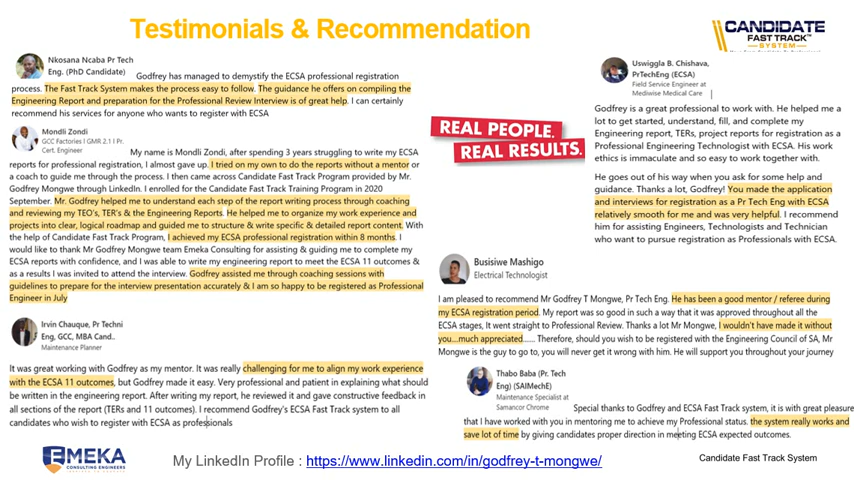 Testimonials & Recommendation
CANDIDATE
FAST TRACK™
SYSTEM
Nkosana Ncaba Pr Tech
Eng. (PhD Candidate)
Godfrey has managed to demystify the ECSA professional registration
process. The Fast Track System makes the process easy to follow. The guidance he offers on compiling the
Engineering Report and preparation for the Professional Review Interview is of great help. I can certainly
recommend his services for anyone who wants to register with ECSA
Mondli Zondi
GCC Factories I GMR 2.1 I Pr.
Cert. Engineer
My name is Mondli Zondi, after spending 3 years struggling to write my ECSA
reports for professional registration, I almost gave up. I tried on my own to do the reports without a mentor or
a coach to guide me through the process. I then came across Candidate Fast Track Program provided by Mr.
Godfrey Mongwe through LinkedIn. I enrolled for the Candidate Fast Track Training Program in 2020
September. Mr. Godfrey helped me to understand each step of the report writing process through coaching
and reviewing my TEO's, TER's & the Engineering Reports. He helped me to organize my work experience and
projects into clear, logical roadmap and guided me to structure & write specific & detailed report content. With
the help of Candidate Fast Track Program, I achieved my ECSA professional registration within 8 months. I
would like to thank Mr Godfrey Mongwe team Emeka Consulting for assisting & guiding me to complete my
ECSA reports with confidence, and I was able to write my engineering report to meet the ECSA 11 outcomes &
as a results I was invited to attend the interview. Godfrey assisted me through coaching sessions with
guidelines to prepare for the interview presentation accurately & I am so happy to be registered as Professional
Engineer in July
Irvin Chauque, Pr Techni
Eng, GCC, MBA Cand..
Maintenance Planner
It was great working with Godfrey as my mentor. It was really challenging for me to align my work experience
with the ECSA 11 outcomes, but Godfrey made it easy. Very professional and patient in explaining what should
be written in the engineering report. After writing my report, he reviewed it and gave constructive feedback in
all sections of the report (TERs and 11 outcomes). I recommend Godfrey's ECSA Fast Track system to all
candidates who wish to register with ECSA as professionals
REAL PEOPLE.
REAL RESULTS.
Uswiggla B. Chishava,
PrTechEng (ECSA)
Field Service Engineer at
Mediwise Medical Care
Godfrey is a great professional to work with. He helped me a
lot to get started, understand, fill, and complete my
Engineering report, TERs, project reports for registration as a
Professional Engineering Technologist with ECSA. His work
ethics is immaculate and so easy to work together with.
He goes out of his way when you ask for some help and
guidance. Thanks a lot, Godfrey! You made the application
and interviews for registration as a Pr Tech Eng with ECSA
relatively smooth for me and was very helpful. I recommend
him for assisting Engineers, Technologists and Technician
who want to pursue registration as Professionals with ECSA.
Busisiwe Mashigo
Electrical Technologist
I am pleased to recommend Mr Godfrey T Mongwe, Pr Tech Eng. He has been a good mentor / referee during
my ECSA registration period. My report was so good in such a way that it was approved throughout all the
ECSA stages, It went straight to Professional Review. Thanks a lot Mr Mongwe, I wouldn't have made it without
you....much appreciated...... Therefore, should you wish to be registered with the Engineering Council of SA, Mr
Mongwe is the guy to go to, you will never get it wrong with him. He will support you throughout your journey
Thabo Baba (Pr. Tech
Eng) (SAIMechE)
Maintenance Specialist at
Samancor Chrome
Special thanks to Godfrey and ECSA Fast Track system, it is with great pleasure
that I have worked with you in mentoring me to achieve my Professional status. the system really works and
save lot of time by giving candidates proper direction in meeting ECSA expected outcomes.
EMEKA
CONSULTING ENGINEERS
My LinkedIn Profile : https://www.linkedin.com/in/godfrey-t-mongwe/
Candidate Fast Track System